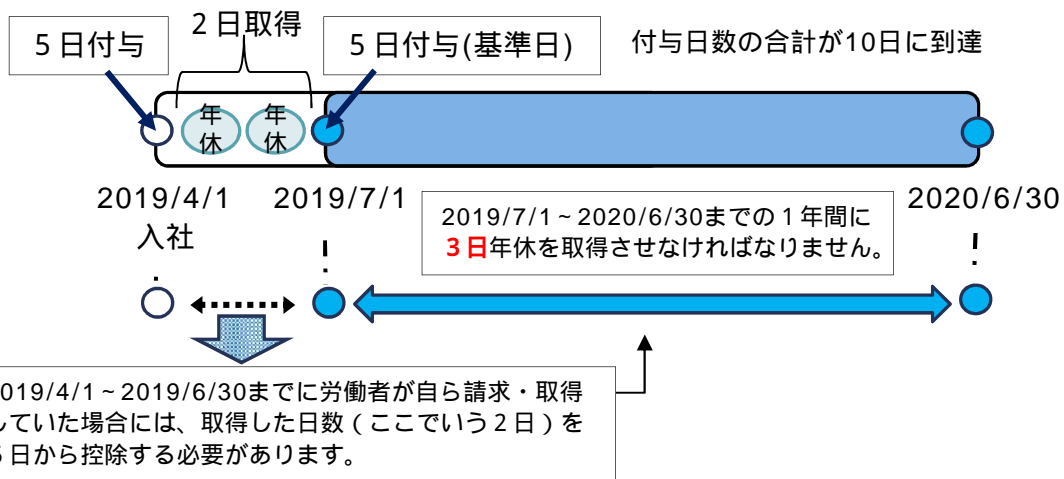 2日取得
5日付与
5日付与(基準日)
付与日数の合計が10日に到達
年休
年休
2019/4/1
入社
2019/7/1
2020/6/30
2019/7/1~2020/6/30までの1年間に
3日年休を取得させなければなりません。
019/4/1~2019/6/30までに労働者が自ら請求・取得
していた場合には、取得した日数(ここでいう2日)を
日から控除する必要があります。